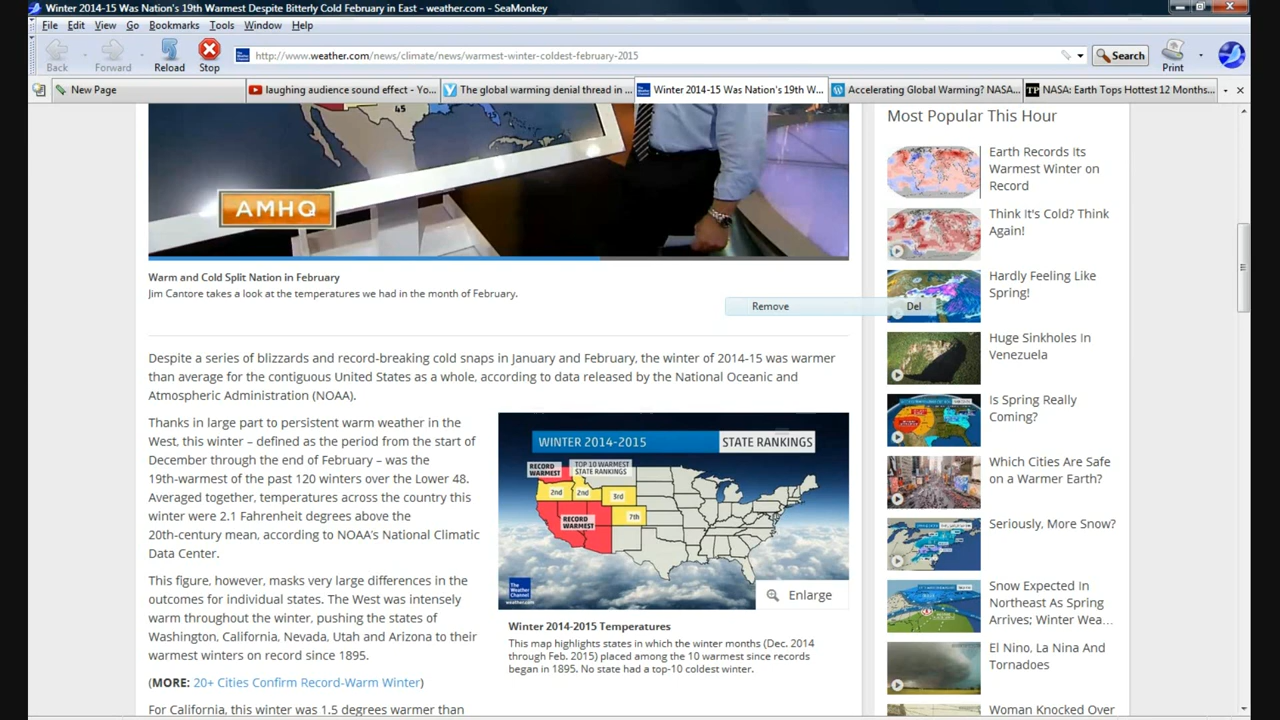 Winter 2014-15 Was Nation's 19th Warmest Despite Bitterly Cold February in East - weather.com - SeaMonkey
File Edit View Go Bookmarks Tools Window Help
Back Forward Reload Stop http://www.weather.com/news/climate/news/warmest-winter-coldest-february-2015 Search Print
New Page laughing audience sound effect - Yo... The global warming denial thread in ... Winter 2014-15 Was Nation's 19th W... Accelerating Global Warming? NASA... TP NASA: Earth Tops Hottest 12 Months...
45
AMHQ
Warm and Cold Split Nation in February
Jim Cantore takes a look at the temperatures we had in the month of February.
Remove Del
Despite a series of blizzards and record-breaking cold snaps in January and February, the winter of 2014-15 was warmer
than average for the contiguous United States as a whole, according to data released by the National Oceanic and
Atmospheric Administration (NOAA).
Thanks in large part to persistent warm weather in the
West, this winter – defined as the period from the start of
December through the end of February – was the
19th-warmest of the past 120 winters over the Lower 48.
Averaged together, temperatures across the country this
winter were 2.1 Fahrenheit degrees above the
20th-century mean, according to NOAA's National Climatic
Data Center.
This figure, however, masks very large differences in the
outcomes for individual states. The West was intensely
warm throughout the winter, pushing the states of
Washington, California, Nevada, Utah and Arizona to their
warmest winters on record since 1895.
(MORE: 20+ Cities Confirm Record-Warm Winter)
For California, this winter was 1.5 degrees warmer than
WINTER 2014-2015 STATE RANKINGS
RECORD WARMEST
TOP 10 WARMEST STATE RANKINGS
2nd 2nd 3rd
RECORD WARMEST
7th
The Weather Channel
weather.com
Enlarge
Winter 2014-2015 Temperatures
This map highlights states in which the winter months (Dec. 2014
through Feb. 2015) placed among the 10 warmest since records
began in 1895. No state had a top-10 coldest winter.
Most Popular This Hour
Earth Records Its
Warmest Winter on
Record
Think It's Cold? Think
Again!
Hardly Feeling Like
Spring!
Huge Sinkholes In
Venezuela
Is Spring Really
Coming?
Which Cities Are Safe
on a Warmer Earth?
Seriously, More Snow?
Snow Expected In
Northeast As Spring
Arrives; Winter Wea...
El Nino, La Nina And
Tornadoes
Woman Knocked Over